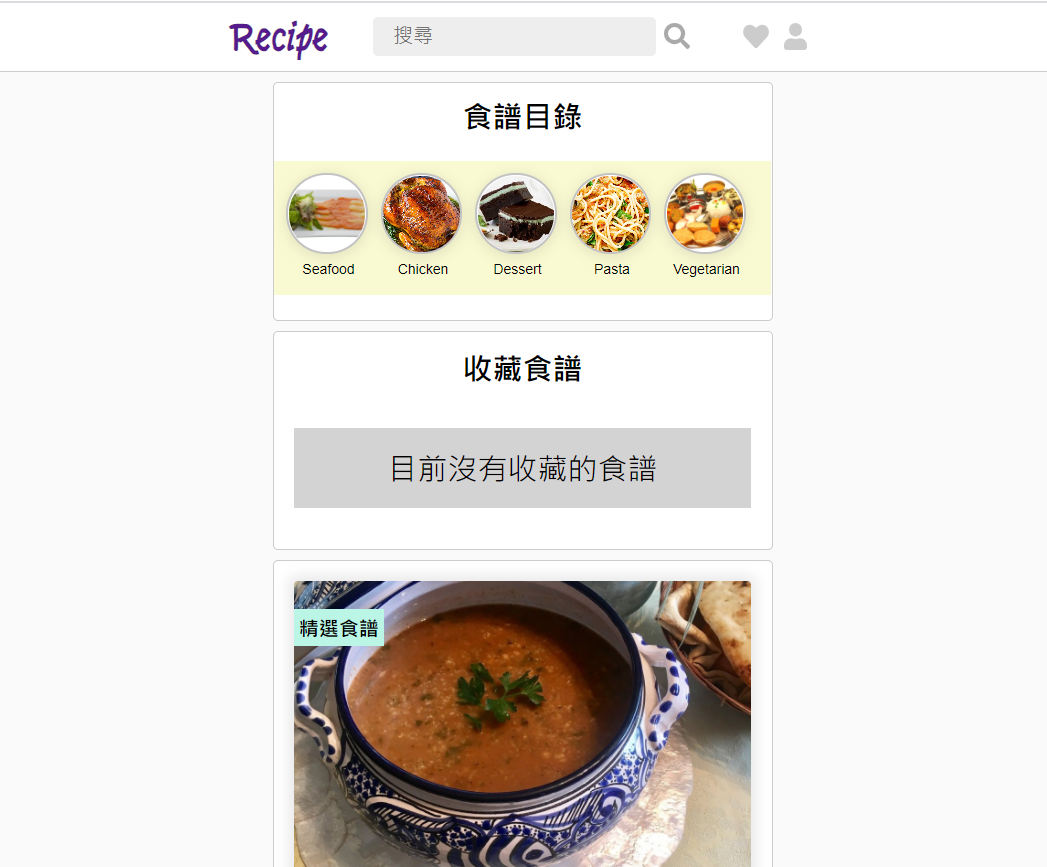 Recipe
搜尋
食譜目錄
Seafood
Chicken
Dessert
Pasta
Vegetarian
收藏食譜
目前沒有收藏的食譜
精選食譜